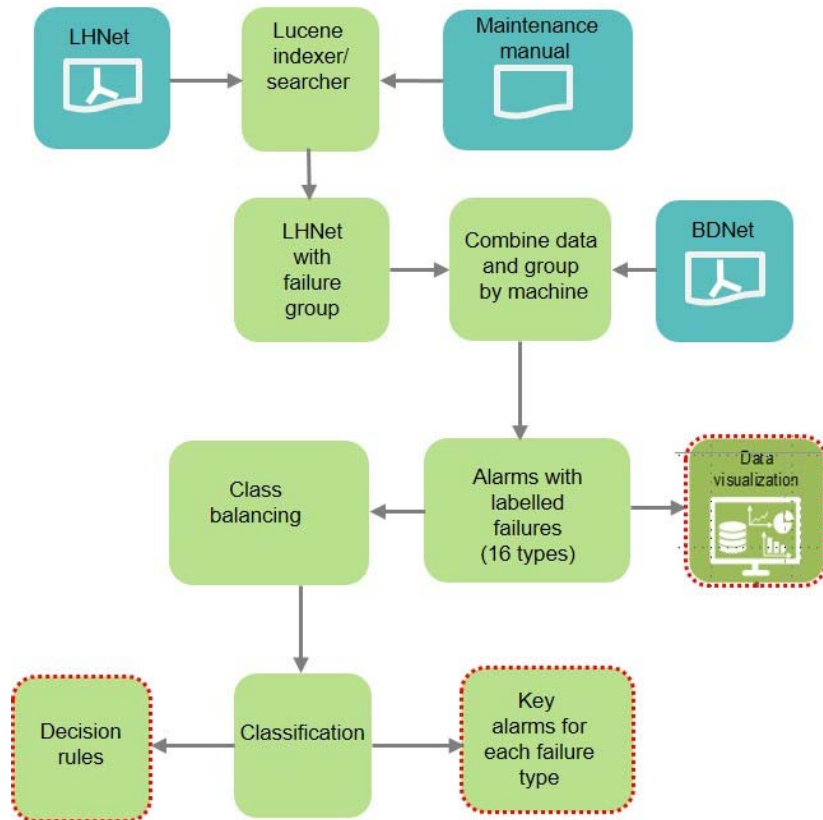 LHNet
Lucene
indexer/
searcher
Maintenance
manual
LHNet
with
failure
group
Combine data
and group
by machine
BDNet
Class
balancing
Alarms with
labelled
failures
(16 types)
Data
visualization
Decision
rules
Classification
Key
alarms for
each failure
type